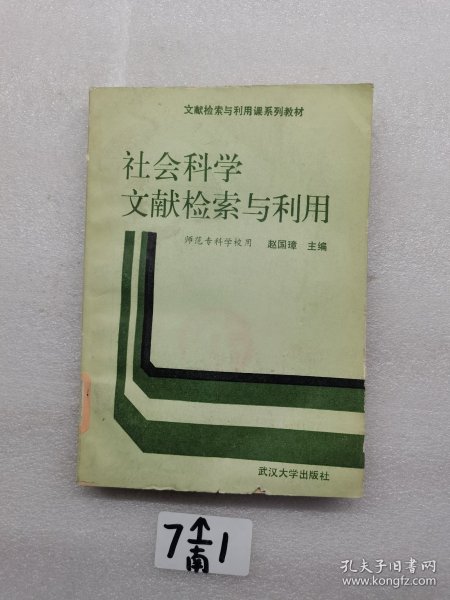 文献检索与利用课系列教材
社会科学
文献检索与利用
师范专科学校用 赵国璋 主编
武汉大学出版社
7 上南 1
孔夫子旧书网
www.kongfz.com